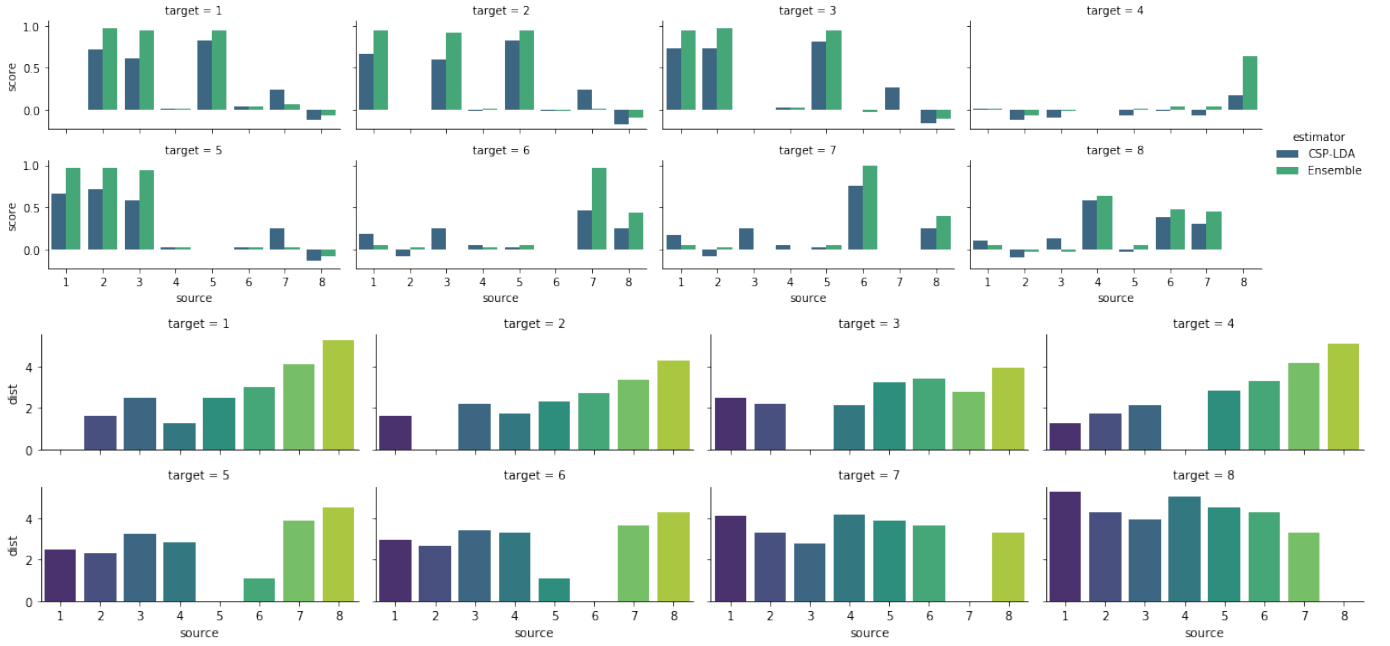 target = 1 target = 2 target = 3 target = 4
1.0
score
0.5
0.0
estimator
CSP-LDA
Ensemble
target = 5 target = 6 target = 7 target = 8
1.0
score
0.5
0.0
1 2 3 4 5 6 7 8 1 2 3 4 5 6 7 8 1 2 3 4 5 6 7 8 1 2 3 4 5 6 7 8
source source source source
target = 1 target = 2 target = 3 target = 4
4
dist
2
0
target = 5 target = 6 target = 7 target = 8
4
dist
2
0
1 2 3 4 5 6 7 8 1 2 3 4 5 6 7 8 1 2 3 4 5 6 7 8 1 2 3 4 5 6 7 8
source source source source